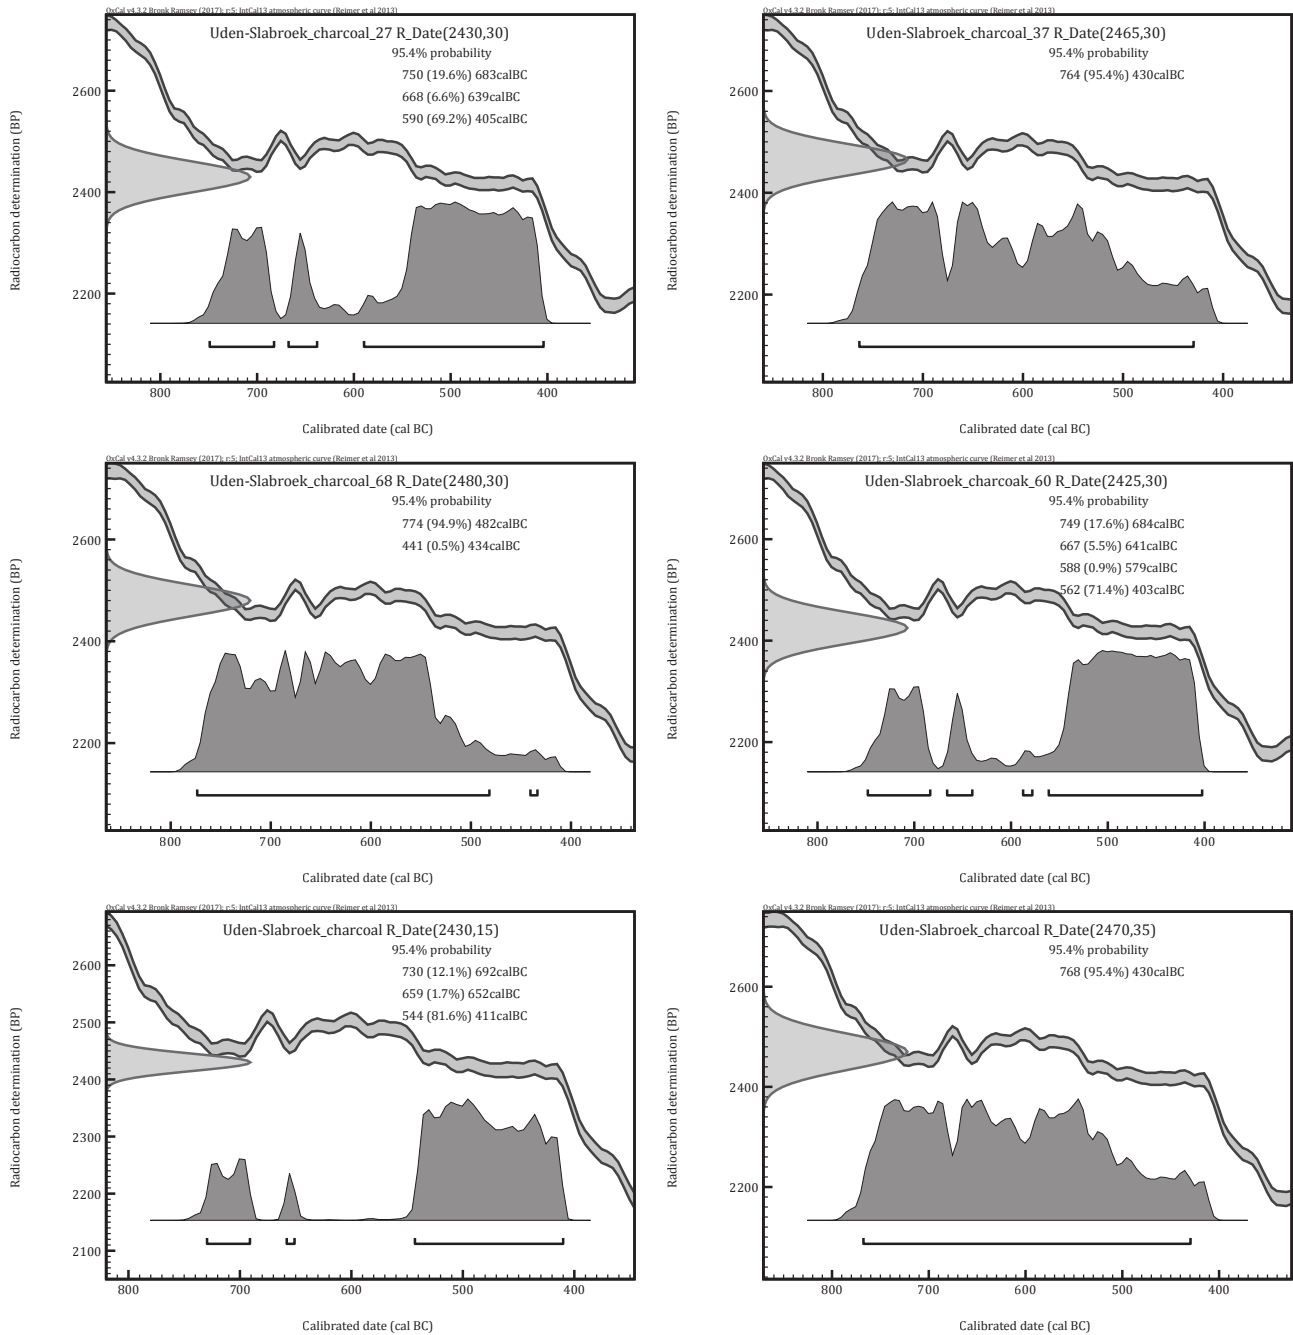 OxCal v4.3.2 Bronk Ramsey (2017); r:5; IntCal13 atmospheric curve (Reimer et al 2013)
Uden-Slabroek_charcoal_27 R_Date(2430,30)
95.4% probability
750 (19.6%) 683calBC
668 (6.6%) 639calBC
590 (69.2%) 405calBC
Radiocarbon determination (BP)
2600
2400
2200
800 700 600 500 400
Calibrated date (cal BC)
OxCal v4.3.2 Bronk Ramsey (2017); r:5; IntCal13 atmospheric curve (Reimer et al 2013)
Uden-Slabroek_charcoal_37 R_Date(2465,30)
95.4% probability
764 (95.4%) 430calBC
Radiocarbon determination (BP)
2600
2400
2200
800 700 600 500 400
Calibrated date (cal BC)
OxCal v4.3.2 Bronk Ramsey (2017); r:5; IntCal13 atmospheric curve (Reimer et al 2013)
Uden-Slabroek_charcoal_68 R_Date(2480,30)
95.4% probability
774 (94.9%) 482calBC
441 (0.5%) 434calBC
Radiocarbon determination (BP)
2600
2400
2200
800 700 600 500 400
Calibrated date (cal BC)
OxCal v4.3.2 Bronk Ramsey (2017); r:5; IntCal13 atmospheric curve (Reimer et al 2013)
Uden-Slabroek_charcoak_60 R_Date(2425,30)
95.4% probability
749 (17.6%) 684calBC
667 (5.5%) 641calBC
588 (0.9%) 579calBC
562 (71.4%) 403calBC
Radiocarbon determination (BP)
2600
2400
2200
800 700 600 500 400
Calibrated date (cal BC)
OxCal v4.3.2 Bronk Ramsey (2017); r:5; IntCal13 atmospheric curve (Reimer et al 2013)
Uden-Slabroek_charcoal R_Date(2430,15)
95.4% probability
730 (12.1%) 692calBC
659 (1.7%) 652calBC
544 (81.6%) 411calBC
Radiocarbon determination (BP)
2600
2500
2400
2300
2200
2100
800 700 600 500 400
Calibrated date (cal BC)
OxCal v4.3.2 Bronk Ramsey (2017); r:5; IntCal13 atmospheric curve (Reimer et al 2013)
Uden-Slabroek_charcoal R_Date(2470,35)
95.4% probability
768 (95.4%) 430calBC
Radiocarbon determination (BP)
2600
2400
2200
800 700 600 500 400
Calibrated date (cal BC)